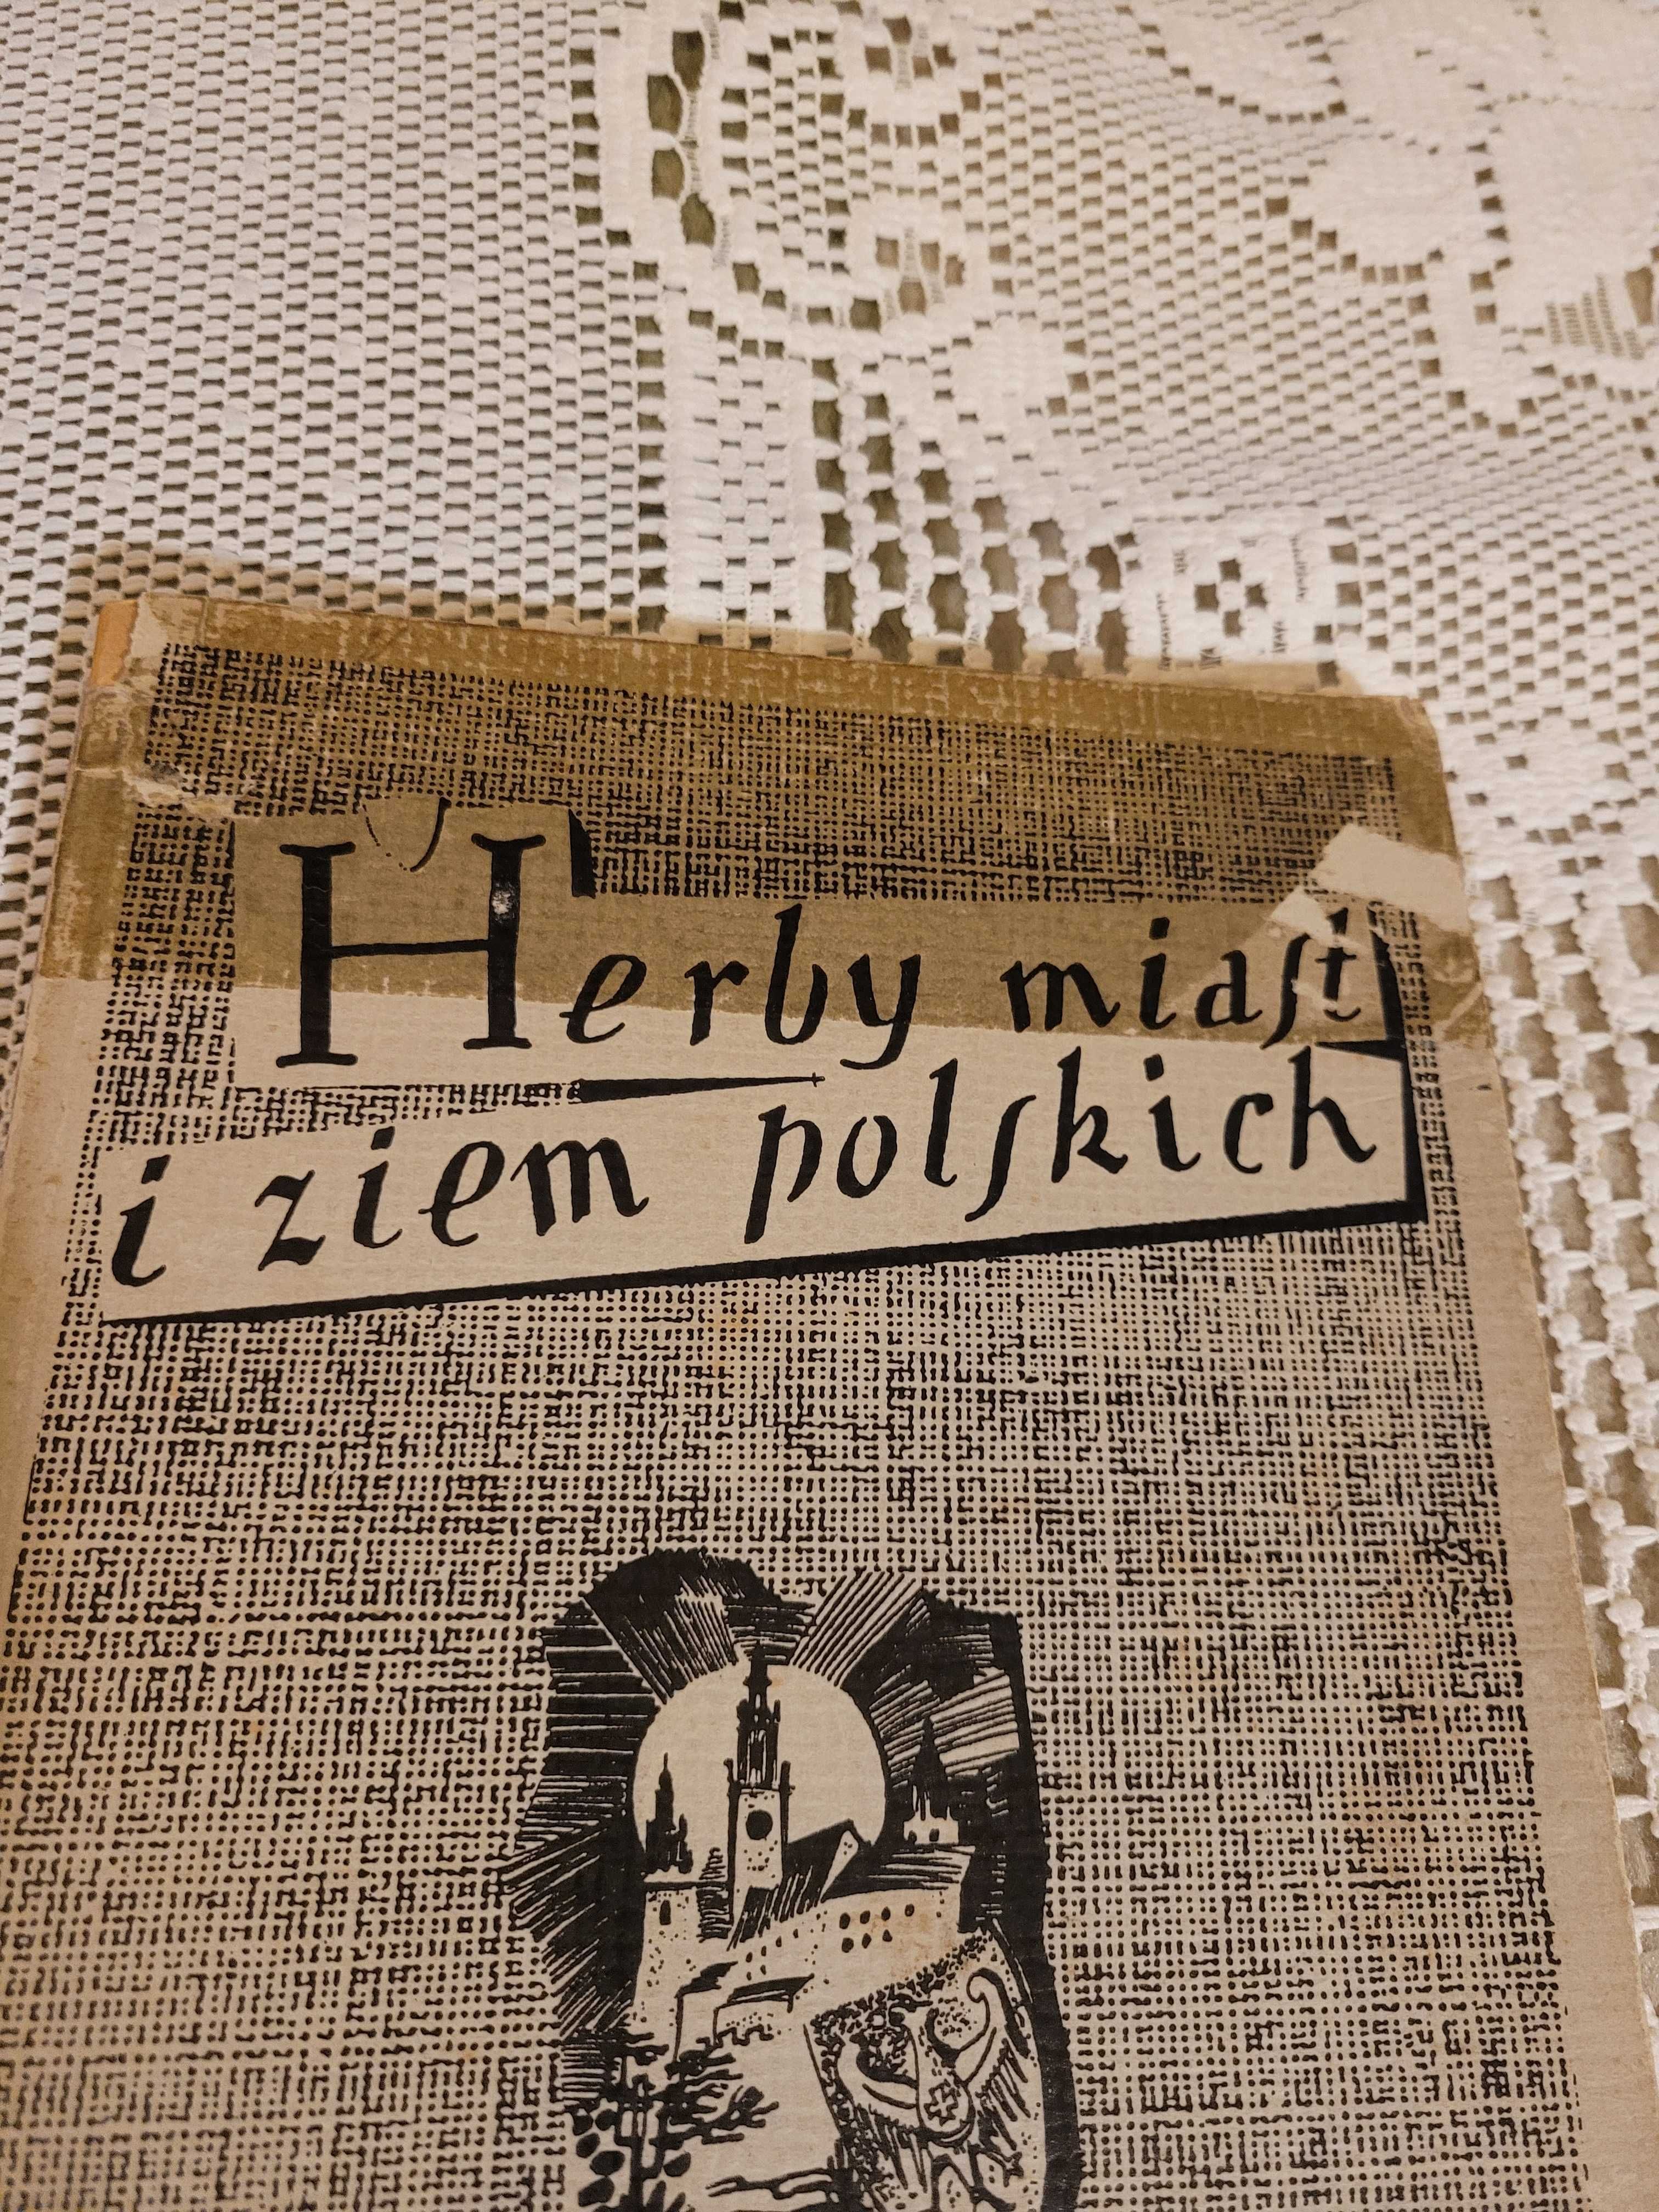 Herby miast
i ziem polskich